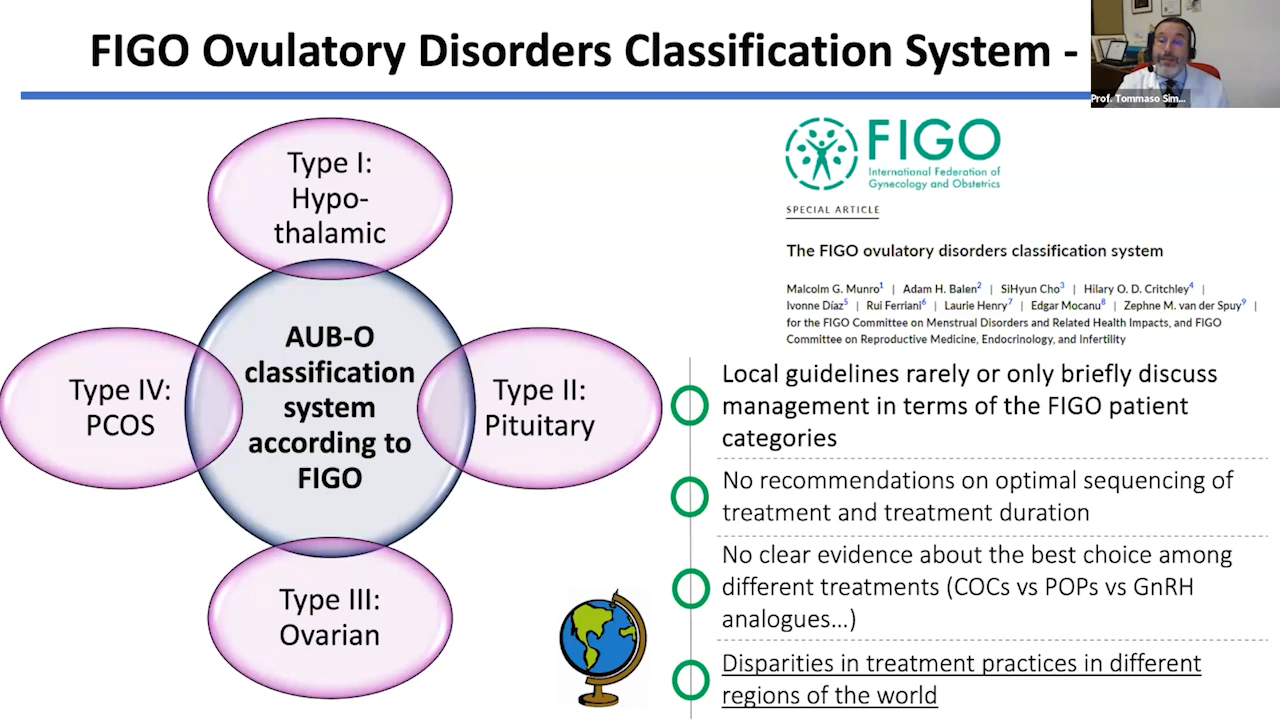 FIGO Ovulatory Disorders Classification System -
Prof. Tommaso Sim...
Type I:
Hypo-
thalamic
Type IV:
PCOS
AUB-O
classification
system
according to
FIGO
Type II:
Pituitary
Type III:
Ovarian
FIGO
International Federation of
Gynecology and Obstetrics
SPECIAL ARTICLE
The FIGO ovulatory disorders classification system
Malcolm G. Munro1 | Adam H. Balen2 | SiHyun Cho3 | Hilary O. D. Critchley4 |
Ivonne Díaz5 | Rui Ferriani6 | Laurie Henry7 | Edgar Mocanu8 | Zephne M. van der Spuy9 |
for the FIGO Committee on Menstrual Disorders and Related Health Impacts, and FIGO
Committee on Reproductive Medicine, Endocrinology, and Infertility
Local guidelines rarely or only briefly discuss
management in terms of the FIGO patient
categories
No recommendations on optimal sequencing of
treatment and treatment duration
No clear evidence about the best choice among
different treatments (COCs vs POPs vs GnRH
analogues...)
Disparities in treatment practices in different
regions of the world